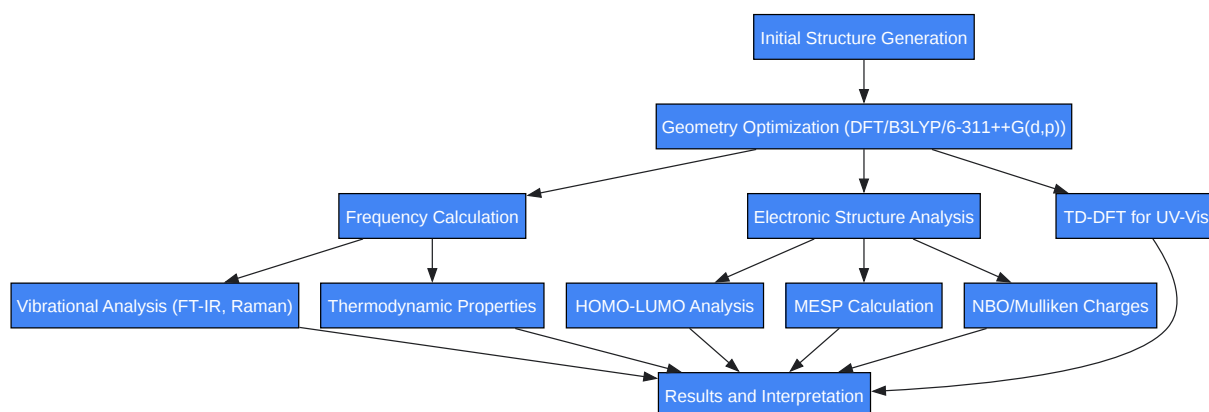 Initial Structure Generation
Geometry Optimization (DFT/B3LYP/6-311++G(d,p))
Frequency Calculation
Electronic Structure Analysis
TD-DFT for UV-Vis
Vibrational Analysis (FT-IR, Raman)
Thermodynamic Properties
HOMO-LUMO Analysis
MESP Calculation
NBO/Mulliken Charges
Results and Interpretation